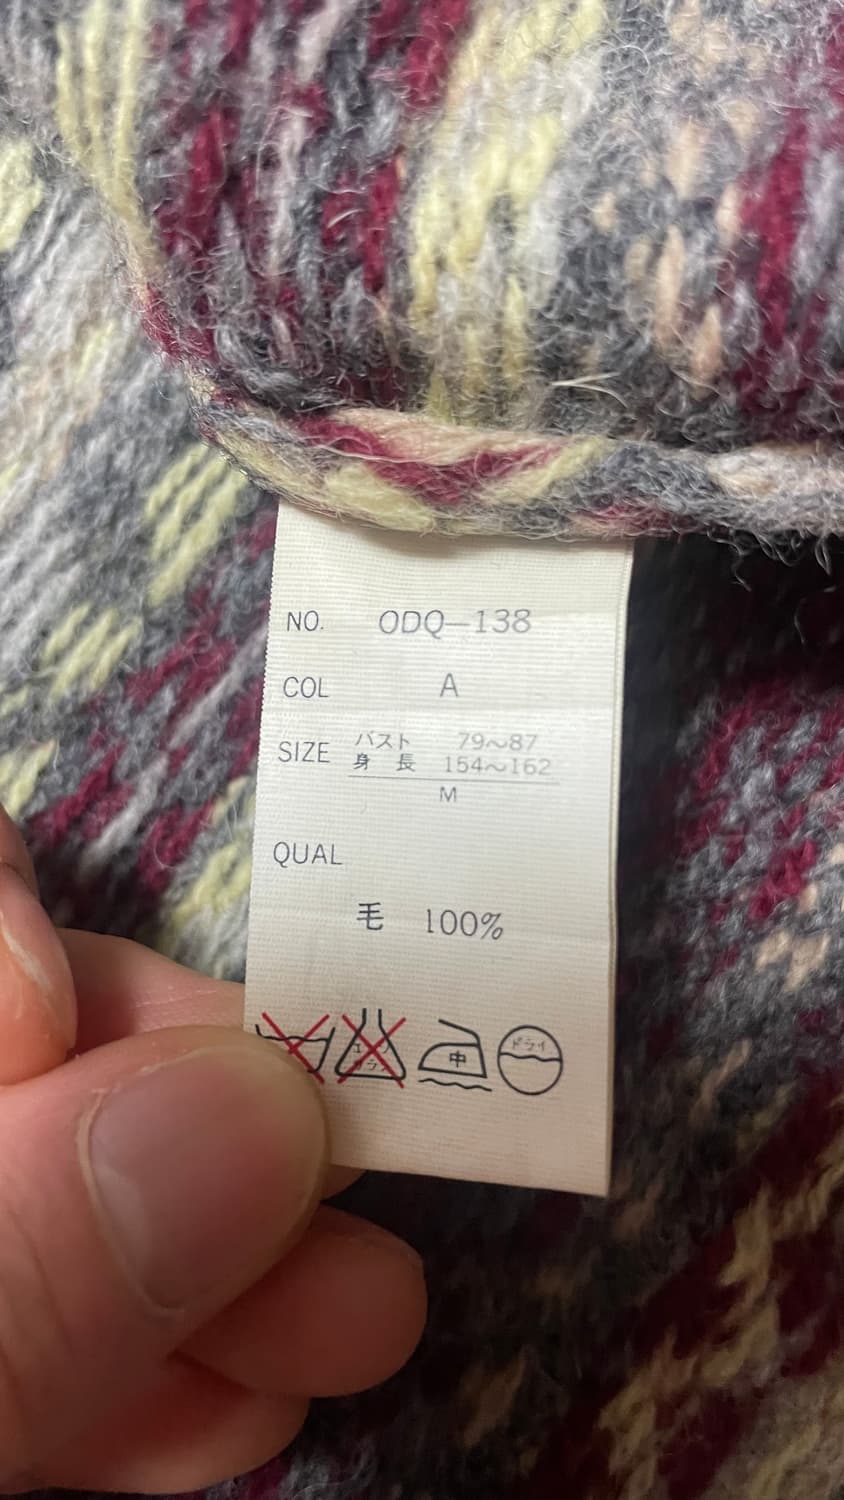 NO. ODQ—138
COL A
SIZE バスト 79〜87
身 長 154〜162
M
QUAL
毛 100%
中 ドライ